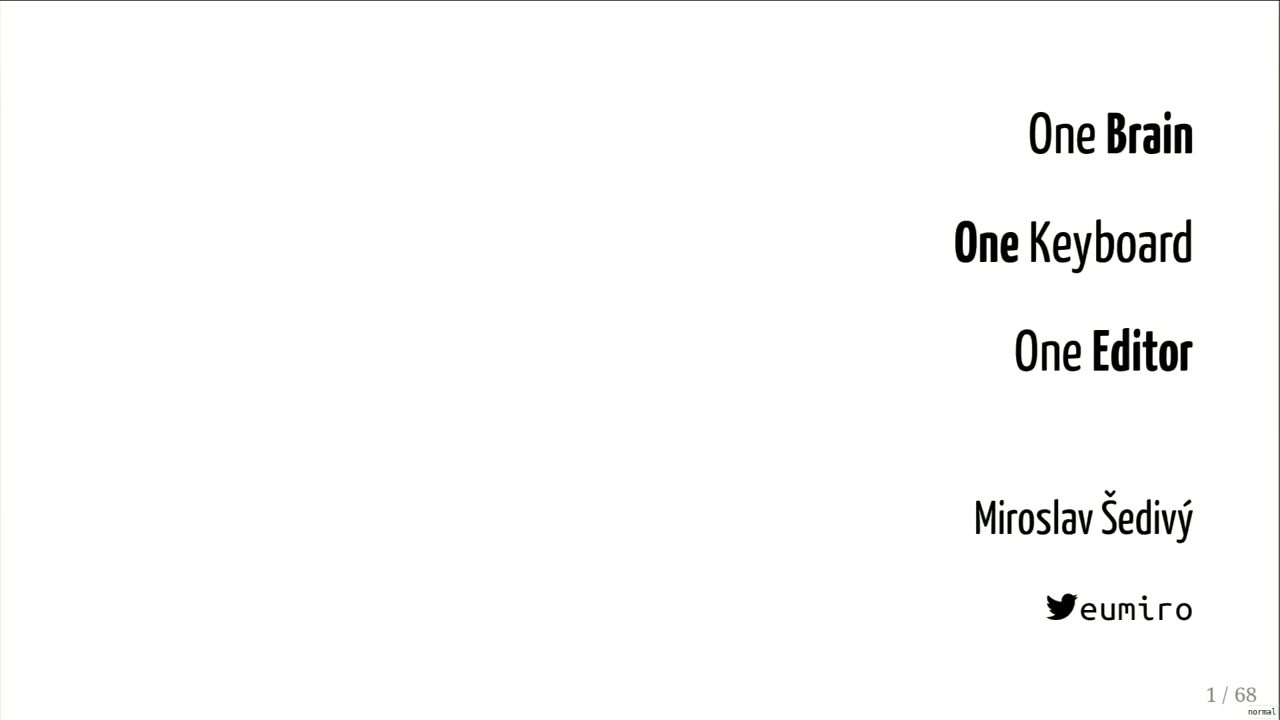 One Brain
One Keyboard
One Editor
Miroslav Šedivý
eumiro
1 / 68
normal